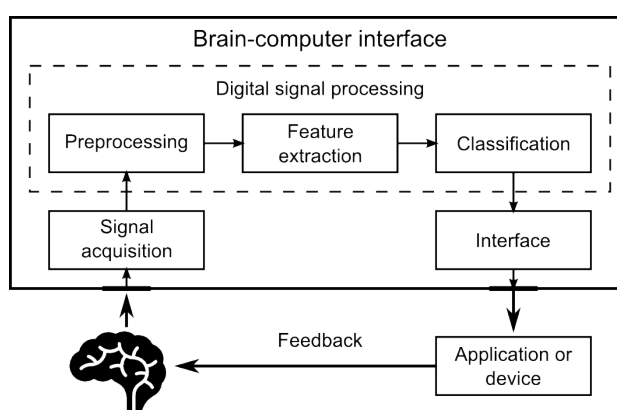 Brain-computer interface
Digital signal processing
Preprocessing
Feature
extraction
Classification
Signal
acquisition
Interface
Feedback
Application or
device